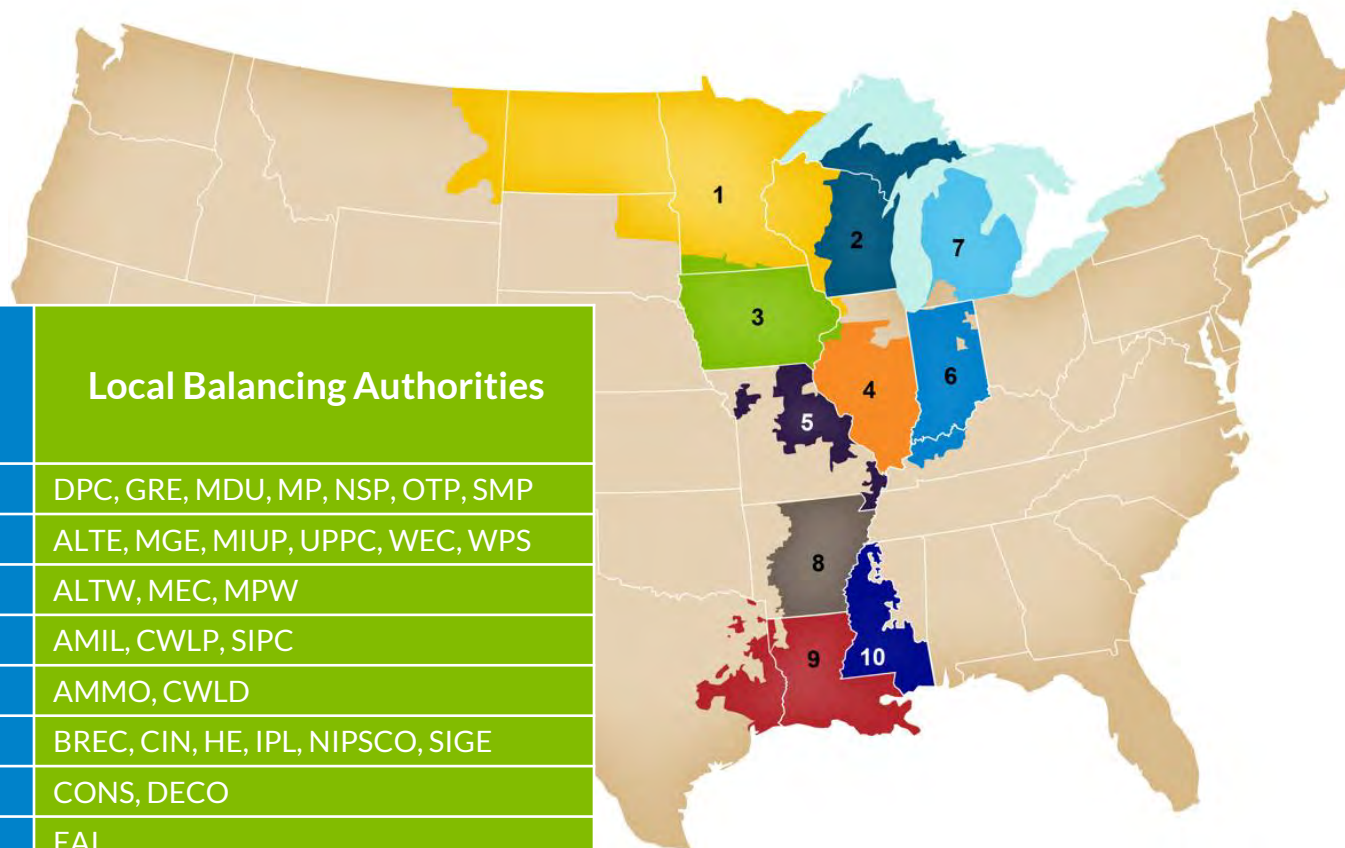 1
2
7
3
Local Balancing Authorities
6
4
5
DPC, GRE, MDU, MP, NSP, OTP, SMP
ALTE, MGE, MIUP, UPPC, WEC, WPS
8
ALTW, MEC, MPW
AMIL, CWLP, SIPC
9
10
AMMO, CWLD
BREC, CIN, HE, IPL, NIPSCO, SIGE
CONS, DECO
EAI